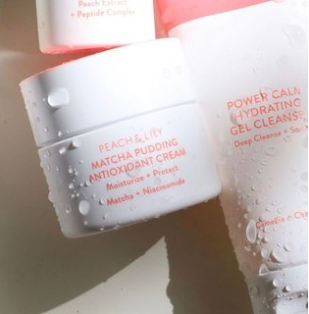 Peach Extract
+ Peptide Complex
PEACH & LILY
MATCHA PUDDING
ANTIOXIDANT CREAM
Moisturize + Protect
Matcha + Niacinamide
POWER CALM
HYDRATING
GEL CLEANSE
Deep Cleanse +